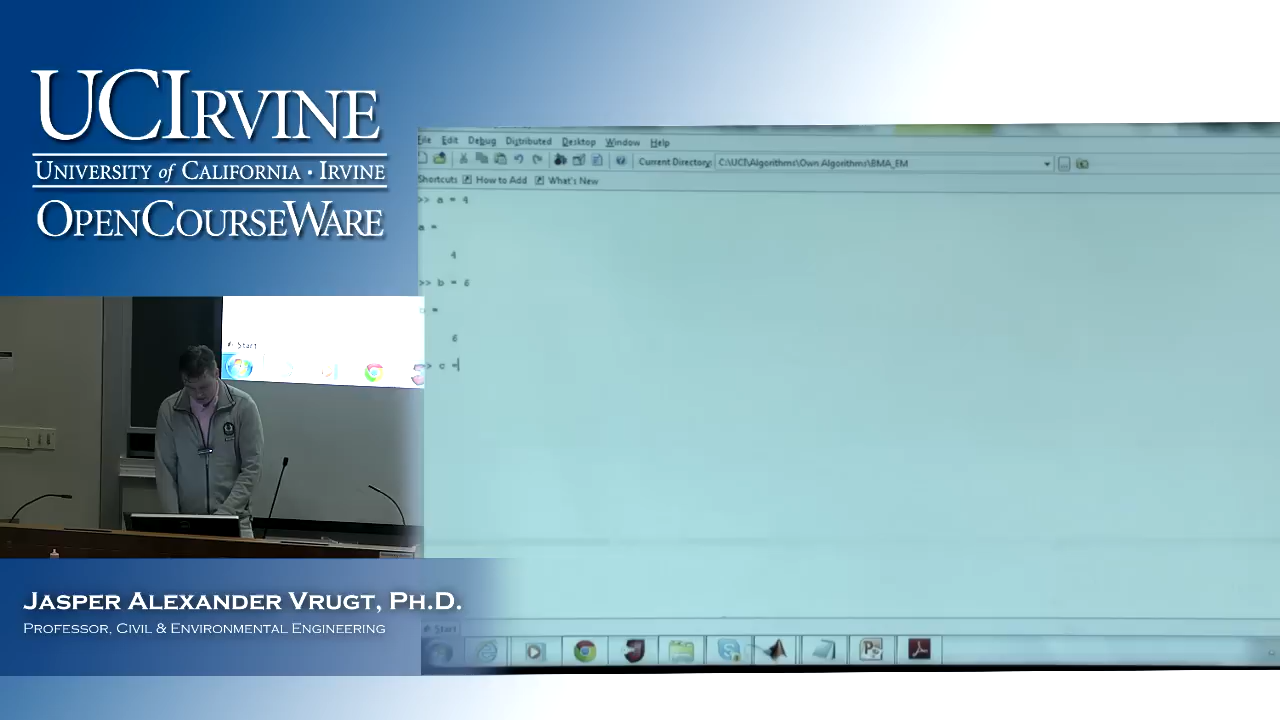 UCIRVINE
UNIVERSITY of CALIFORNIA · IRVINE
OPENCOURSEWARE
File Edit Debug Distributed Desktop Window Help
Current Directory: C:\UCI\Algorithms\Own Algorithms\BMA_EM
Shortcuts How to Add What's New
>> a = 4
a =
4
>> b = 6
b =
6
>> c =
Start
Start
JASPER ALEXANDER VRUGT, PH.D.
PROFESSOR, CIVIL & ENVIRONMENTAL ENGINEERING